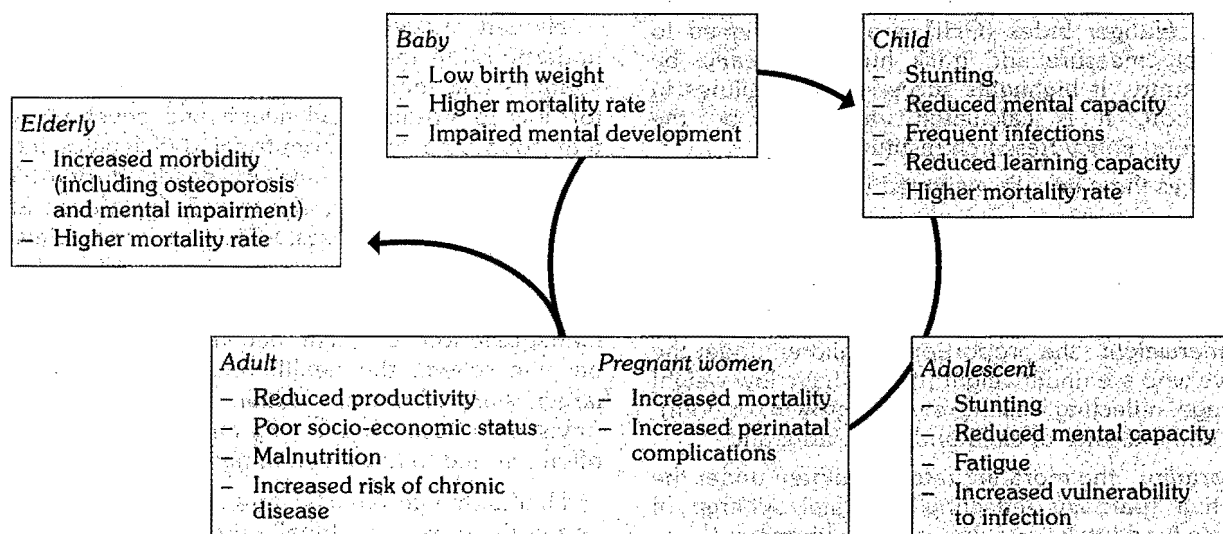 Baby
– Low birth weight
– Higher mortality rate
– Impaired mental development
Child
– Stunting
– Reduced mental capacity
– Frequent infections
– Reduced learning capacity
– Higher mortality rate
Elderly
– Increased morbidity
(including osteoporosis
and mental impairment)
– Higher mortality rate
Adult
– Reduced productivity
– Poor socio-economic status
– Malnutrition
– Increased risk of chronic
disease
Pregnant women
– Increased mortality
– Increased perinatal
complications
Adolescent
– Stunting
– Reduced mental capacity
– Fatigue
– Increased vulnerability
to infection